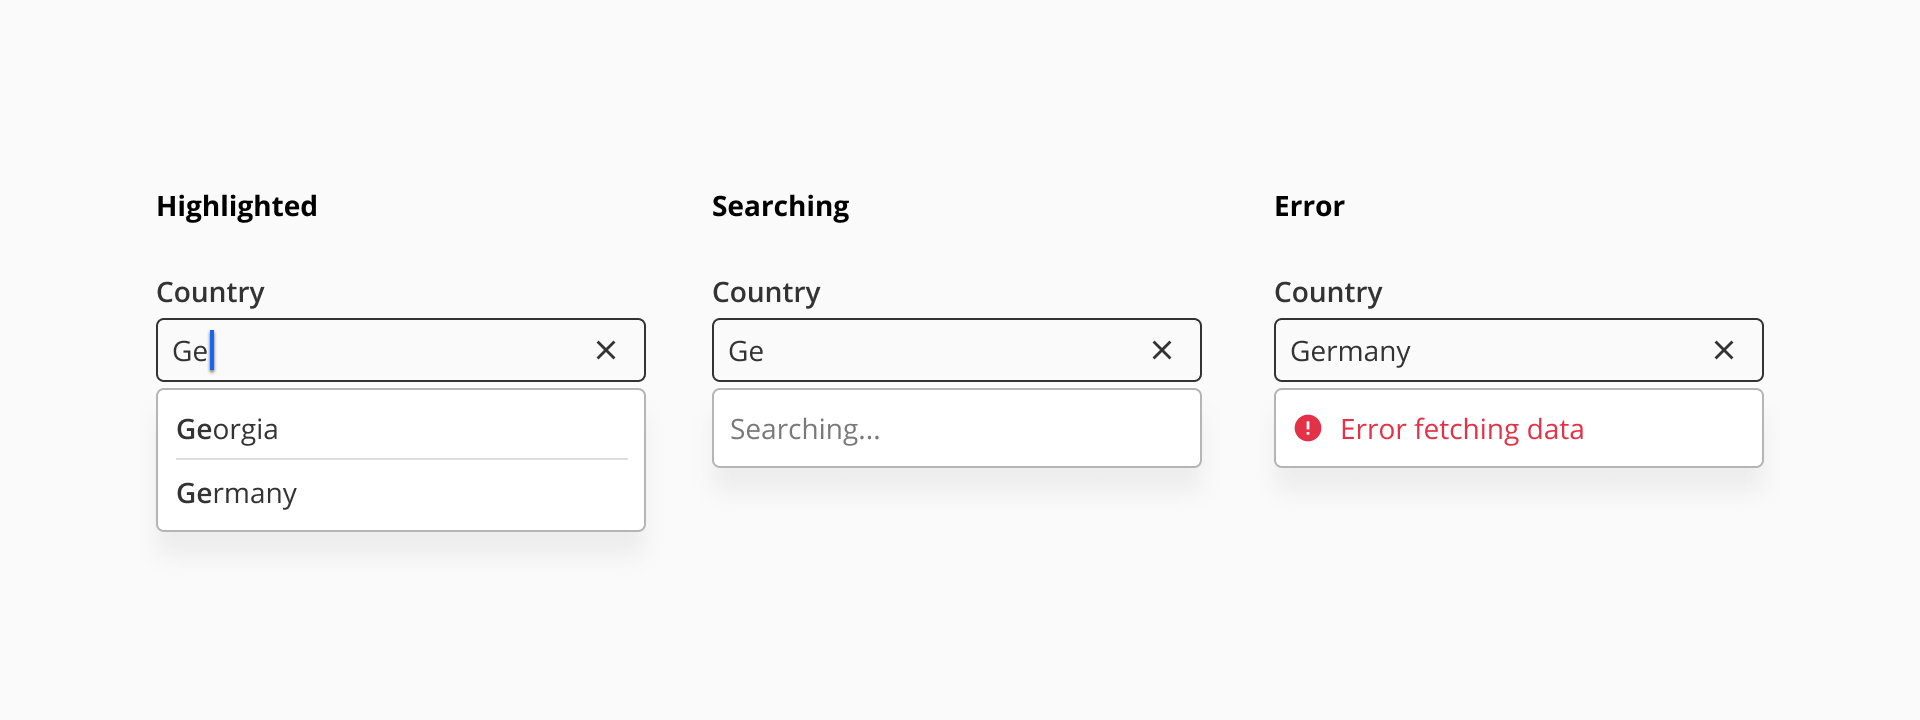 Highlighted
Country
Ge
Georgia
Germany
Searching
Country
Ge
Searching...
Error
Country
Germany
Error fetching data